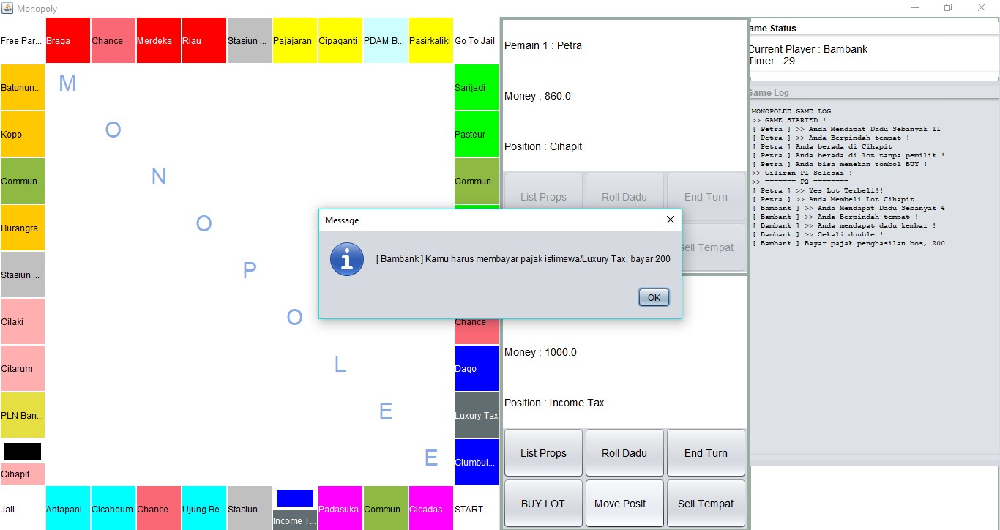 Monopoly
Free Par...
Braga
Chance
Merdeka
Riau
Stasiun ...
Pajajaran
Cipaganti
PDAM B...
Pasirkaliki
Go To Jail
Batunun...
Kopo
Commun...
Burangra...
Stasiun ...
Cilaki
Citarum
PLN Ban...
Cihapit
Jail
M
O
N
O
P
O
L
E
E
Sarijadi
Pasteur
Commun...
Chance
Dago
Luxury Tax
Ciumbul...
Antapani
Cicaheum
Chance
Ujung Be...
Stasiun ...
Income T...
Padasuka
Commun...
Cicadas
START
Pemain 1 : Petra
Money : 860.0
Position : Cihapit
List Props
Roll Dadu
End Turn
Sell Tempat
Message
[ Bambank ] Kamu harus membayar pajak istimewa/Luxury Tax, bayar 200
OK
Money : 1000.0
Position : Income Tax
List Props
Roll Dadu
End Turn
BUY LOT
Move Posit...
Sell Tempat
ame Status
Current Player : Bambank
Timer : 29
Game Log
MONOPOLEE GAME LOG
>> GAME STARTED !
[ Petra ] >> Anda Mendapat Dadu Sebanyak 11
[ Petra ] >> Anda Berpindah tempat !
[ Petra ] Anda berada di Cihapit
[ Petra ] Anda berada di lot tanpa pemilik !
[ Petra ] Anda bisa menekan tombol BUY !
>> Giliran P1 Selesai !
>> ======= P2 ========
[ Petra ] >> Yes Lot Terbeli!!
[ Petra ] >> Anda Membeli Lot Cihapit
[ Bambank ] >> Anda Mendapat Dadu Sebanyak 4
[ Bambank ] >> Anda Berpindah tempat !
[ Bambank ] >> Anda mendapat dadu kembar !
[ Bambank ] >> Sekali double !
[ Bambank ] Bayar pajak penghasilan bos, 200